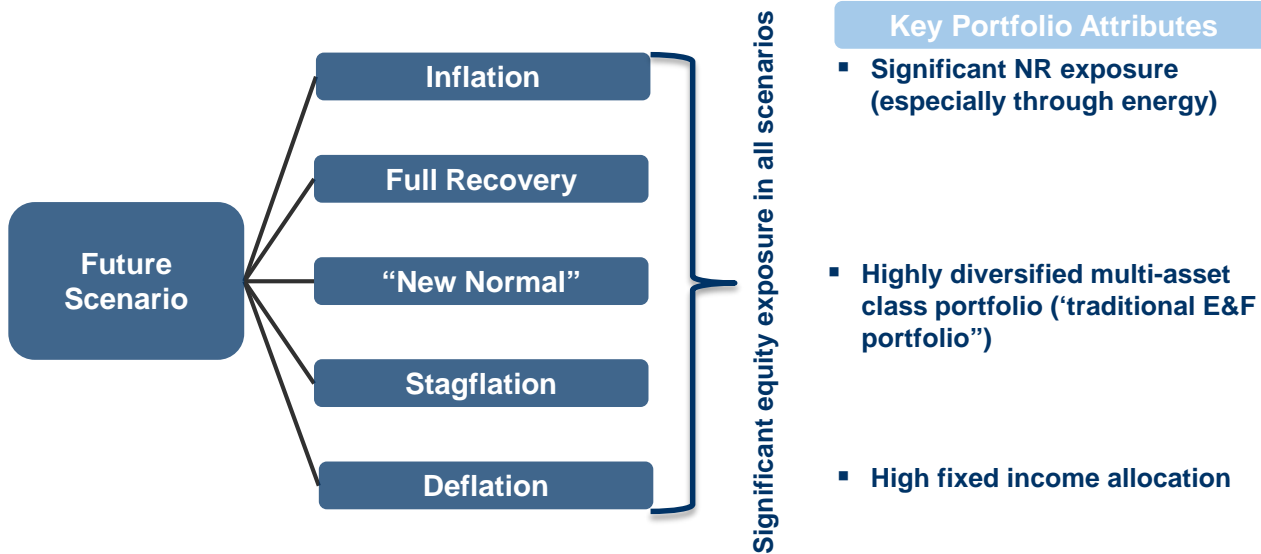 Future
Scenario
Inflation
Full Recovery
“New Normal”
Stagflation
Deflation
Significant equity exposure in all scenarios
Key Portfolio Attributes
▪ Significant NR exposure
(especially through energy)
▪ Highly diversified multi-asset
class portfolio (‘traditional E&F
portfolio”)
▪ High fixed income allocation